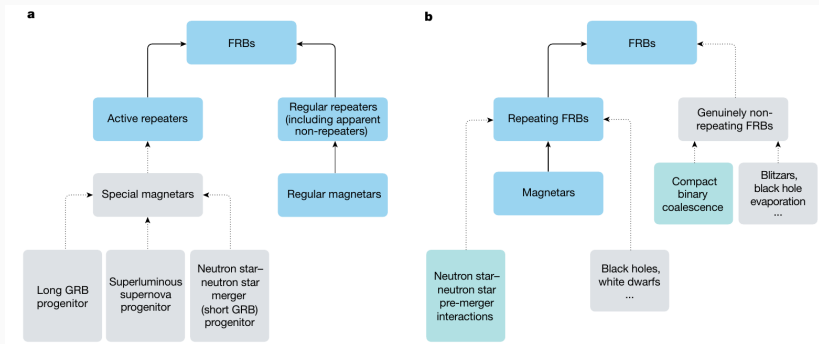 a
FRBs
Active repeaters
Regular repeaters
(including apparent
non-repeaters)
Special magnetars
Regular magnetars
Long GRB
progenitor
Superluminous
supernova
progenitor
Neutron star–
neutron star
merger
(short GRB)
progenitor
b
FRBs
Repeating FRBs
Genuinely non-
repeating FRBs
Magnetars
Compact
binary
coalescence
Blitzars,
black hole
evaporation
...
Neutron star–
neutron star
pre-merger
interactions
Black holes,
white dwarfs
...